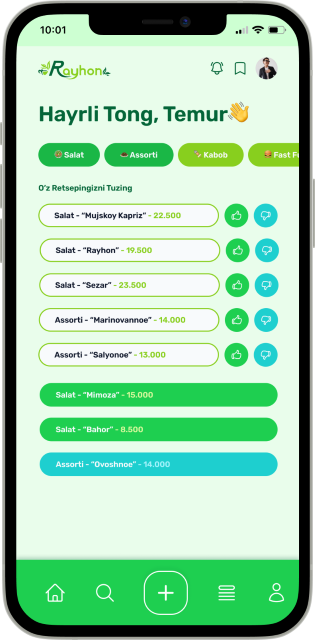 10:01
Rayhon
Hayrli Tong, Temur👋
Salat
Assorti
Kabob
Fast Fo
O'z Retsepingizni Tuzing
Salat - "Mujskoy Kapriz" - 22.500
Salat - "Rayhon" - 19.500
Salat - "Sezar" - 23.500
Assorti - "Marinovannoe" - 14.000
Assorti - "Salyonoe" - 13.000
Salat - "Mimoza" - 15.000
Salat - "Bahor" - 8.500
Assorti - "Ovoshnoe" - 14.000